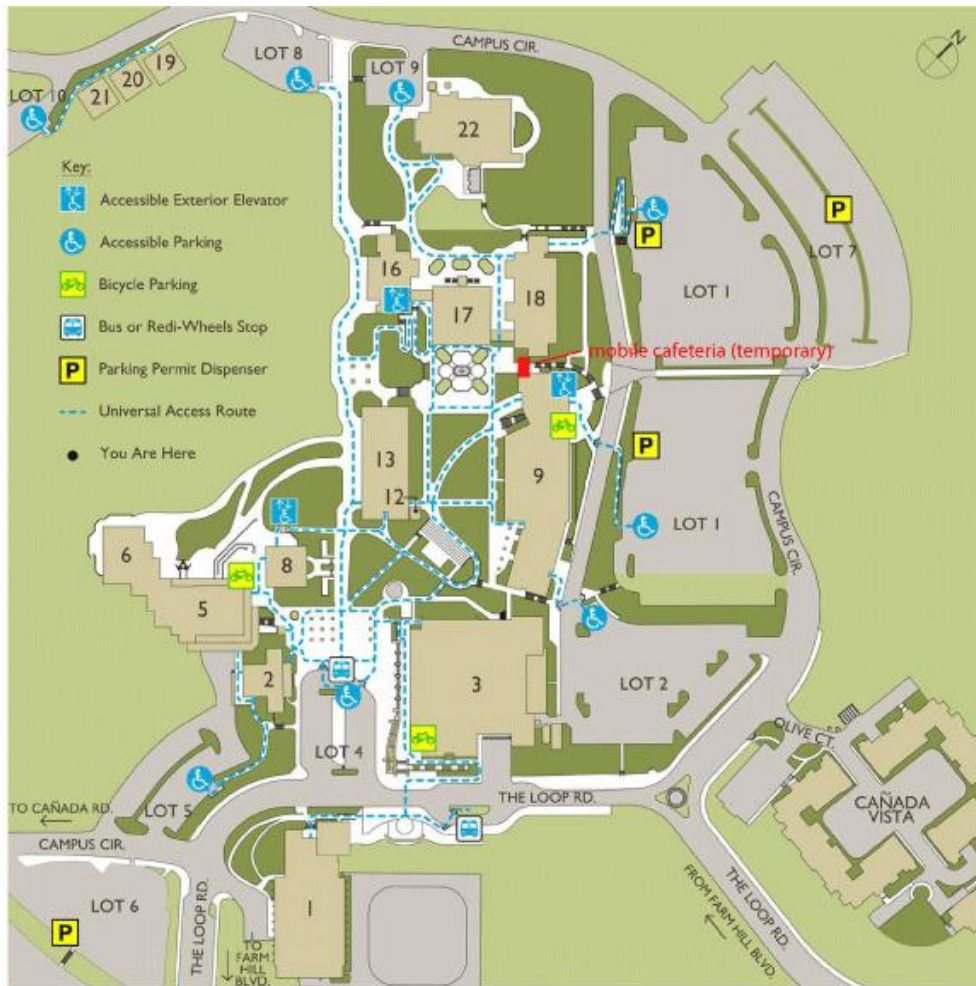 CAMPUS CIR.
N
LOT 8
LOT 9
LOT 10
19
20
21
22
Key:
Accessible Exterior Elevator
Accessible Parking
Bicycle Parking
Bus or Redi-Wheels Stop
P
Parking Permit Dispenser
Universal Access Route
You Are Here
P
LOT 7
P
LOT 1
16
17
18
mobile cafeteria (temporary)
13
12
9
P
LOT 1
CAMPUS CIR.
6
5
8
2
3
LOT 2
LOT 4
LOT 5
OLIVE CT.
CAÑADA
VISTA
THE LOOP RD.
TO CAÑADA RD.
CAMPUS CIR.
LOT 6
P
THE LOOP RD.
TO
FARM
HILL
BLVD.
1
FROM FARM HILL BLVD.
THE LOOP RD.